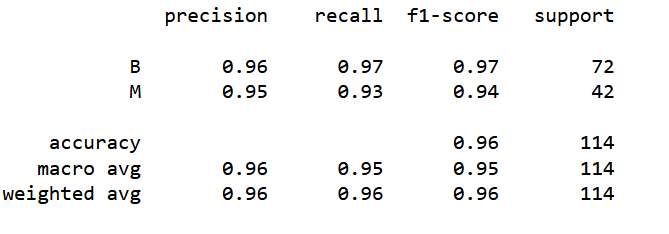 precision recall f1-score support
B 0.96 0.97 0.97 72
M 0.95 0.93 0.94 42
accuracy 0.96 114
macro avg 0.96 0.95 0.95 114
weighted avg 0.96 0.96 0.96 114